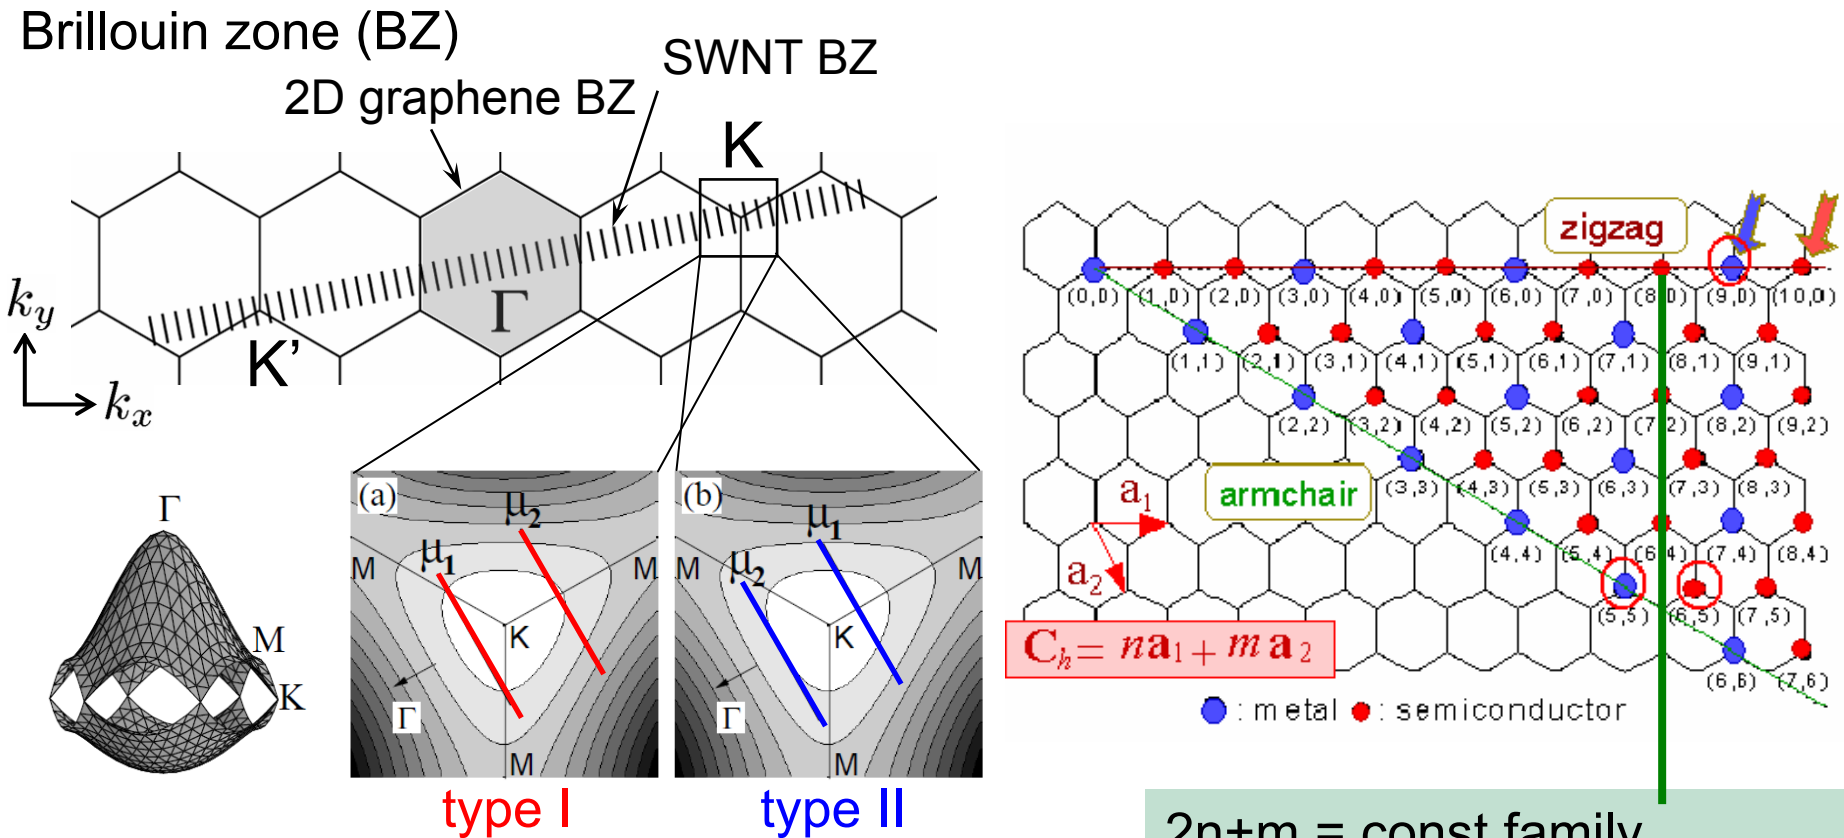 Brillouin zone (BZ)
SWNT BZ
2D graphene BZ
K
Γ
K’
k_y
k_x
Γ
M
K
(a)
μ₂
μ₁
M
M
K
Γ
M
type I
(b)
μ₁
μ₂
M
M
K
Γ
M
type II
zigzag
(0,0) (1,0) (2,0) (3,0) (4,0) (5,0) (6,0) (7,0) (8,0) (9,0) (10,0)
(1,1) (2,1) (3,1) (4,1) (5,1) (6,1) (7,1) (8,1) (9,1)
(2,2) (3,2) (4,2) (5,2) (6,2) (7,2) (8,2) (9,2)
armchair
(3,3) (4,3) (5,3) (6,3) (7,3) (8,3)
a₁
(4,4) (5,4) (6,4) (7,4) (8,4)
a₂
(5,5) (6,5) (7,5)
C_h = na₁ + ma₂
(6,6) (7,6)
: metal : semiconductor
2n+m = const family